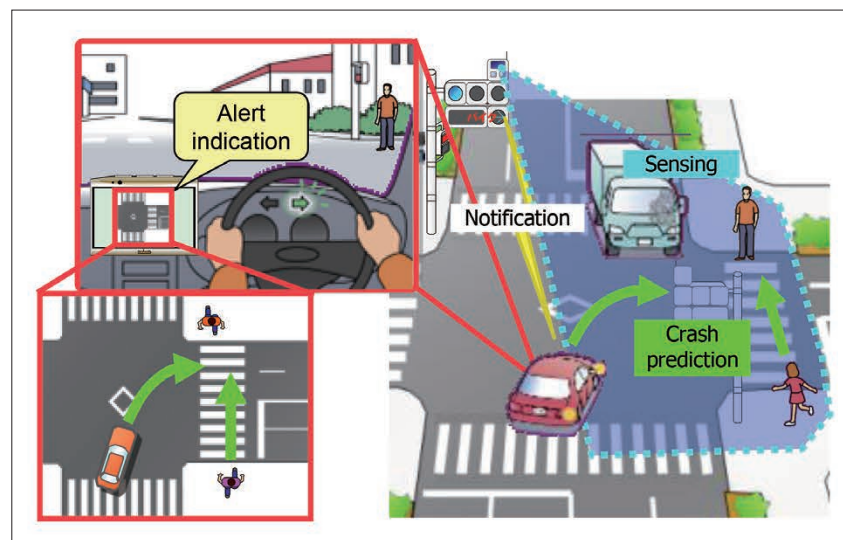 Alert
indication
Notification
Sensing
Crash
prediction